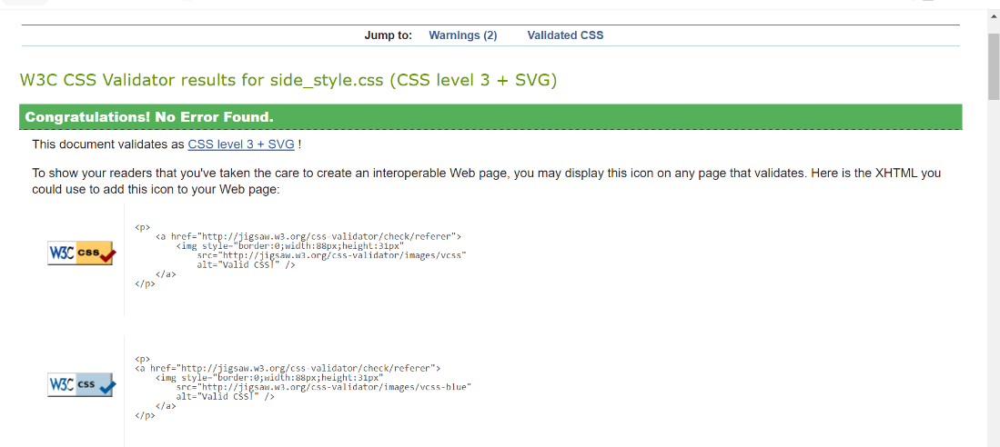 Jump to: Warnings (2) Validated CSS
W3C CSS Validator results for side_style.css (CSS level 3 + SVG)
Congratulations! No Error Found.
This document validates as CSS level 3 + SVG !
To show your readers that you've taken the care to create an interoperable Web page, you may display this icon on any page that validates. Here is the XHTML you
could use to add this icon to your Web page:
W3C css
<p>
<a href="http://jigsaw.w3.org/css-validator/check/referer">
<img style="border:0;width:88px;height:31px"
src="http://jigsaw.w3.org/css-validator/images/vcss"
alt="Valid CSS!" />
</a>
</p>
W3C css
<p>
<a href="http://jigsaw.w3.org/css-validator/check/referer">
<img style="border:0;width:88px;height:31px"
src="http://jigsaw.w3.org/css-validator/images/vcss-blue"
alt="Valid CSS!" />
</a>
</p>